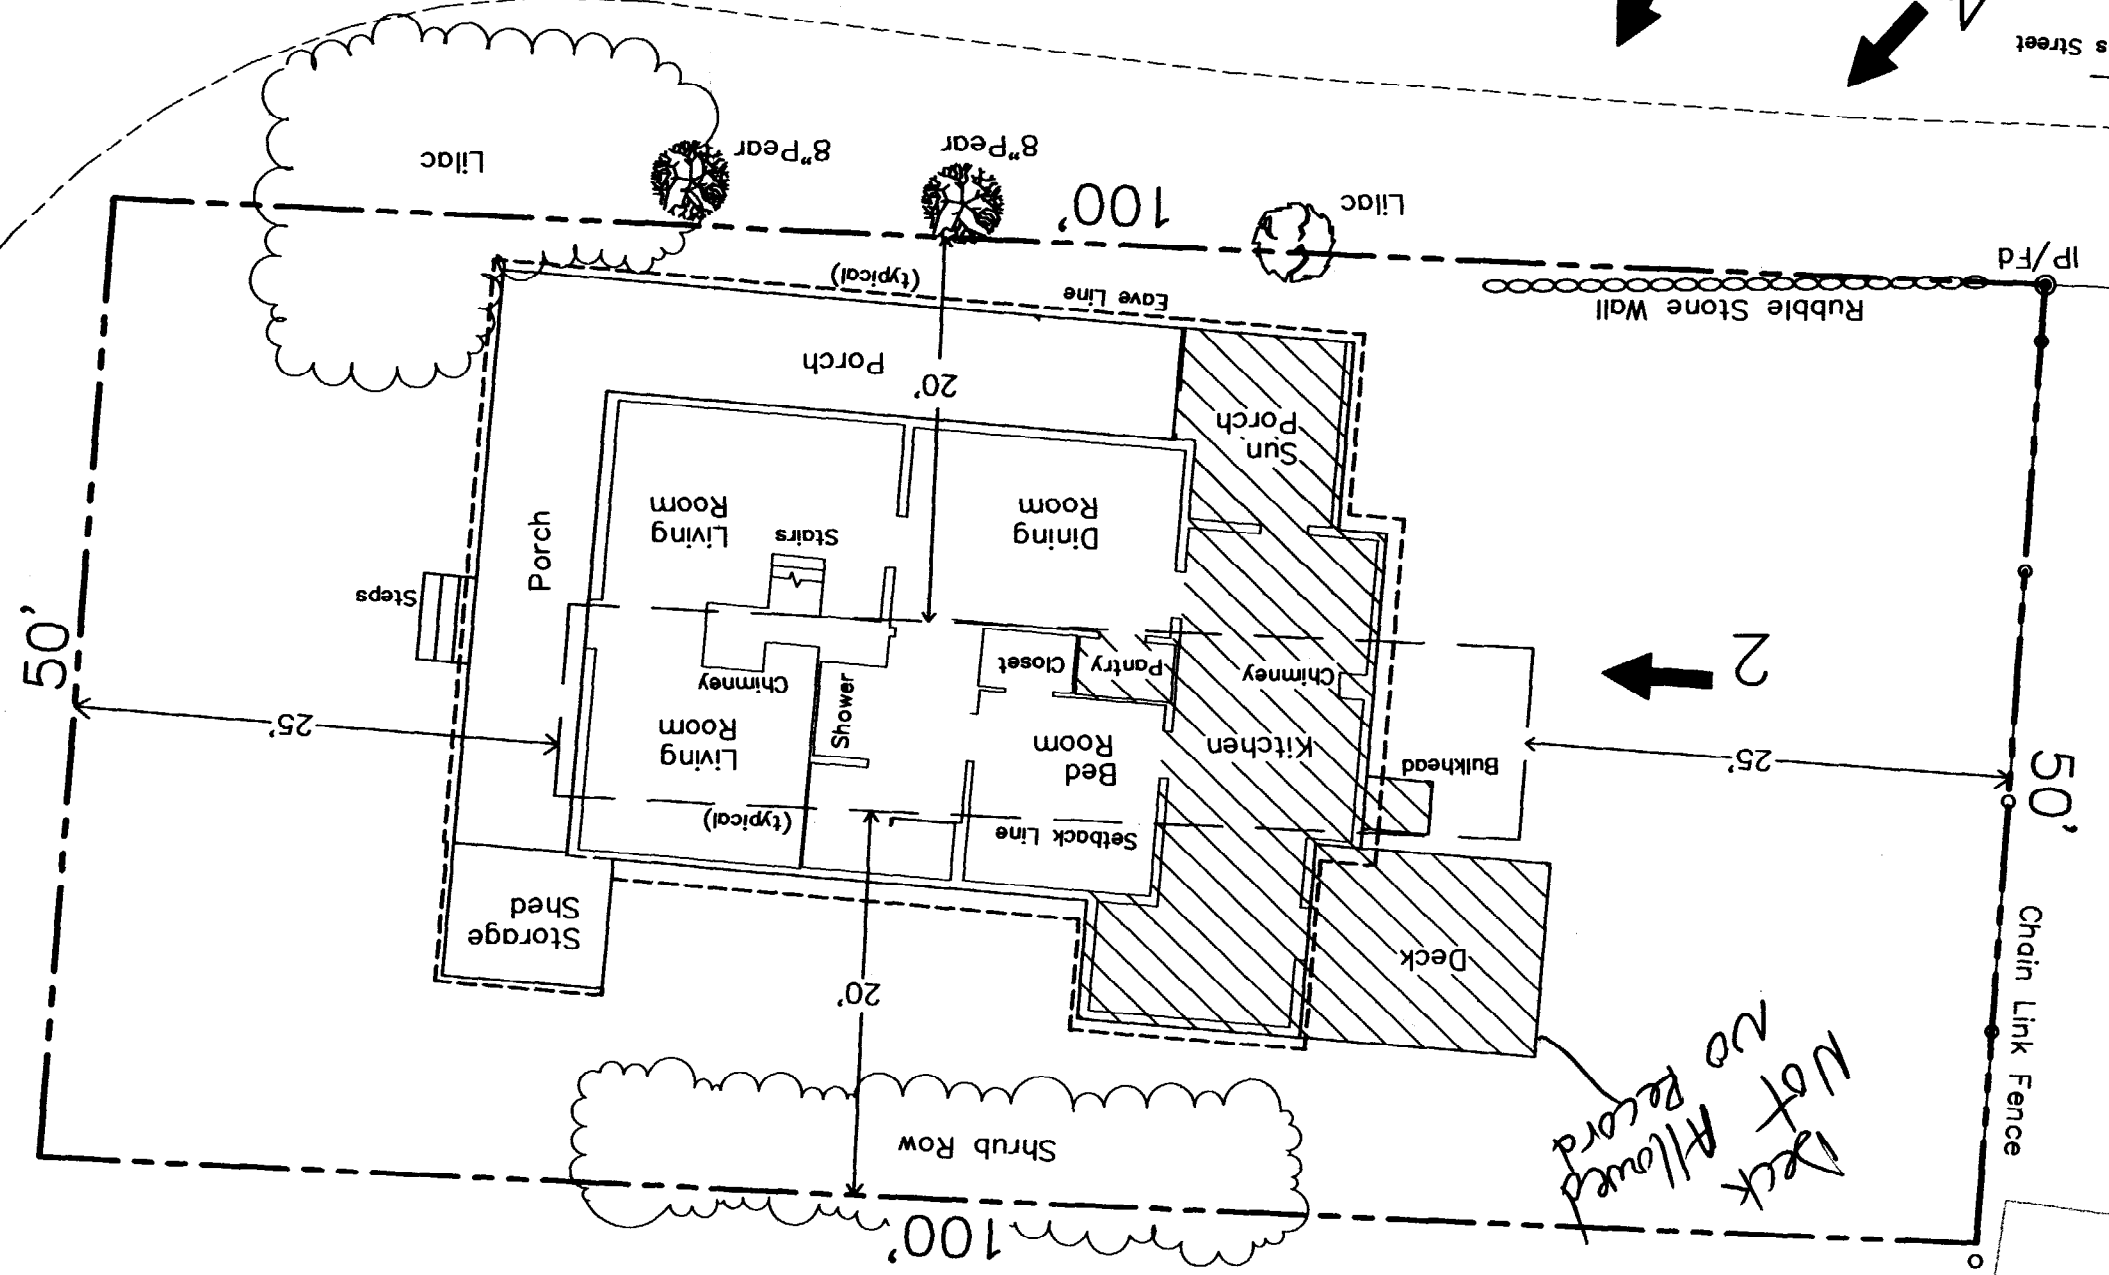 s Street
Lilac
8"Pear
8"Pear
100'
Lilac
IP/Fd
Rubble Stone Wall
Eave Line
(typical)
Porch
20'
Sun
Porch
Living
Room
Stairs
Dining
Room
Porch
Steps
50'
25'
Chimney
Closet
Pantry
Chimney
2
Living
Room
Shower
Bed
Room
Kitchen
Bulkhead
25'
50'
(typical)
Setback Line
Storage
Shed
20'
Deck
Chain Link Fence
Deck
Not Allowed
No Record
Shrub Row
100'